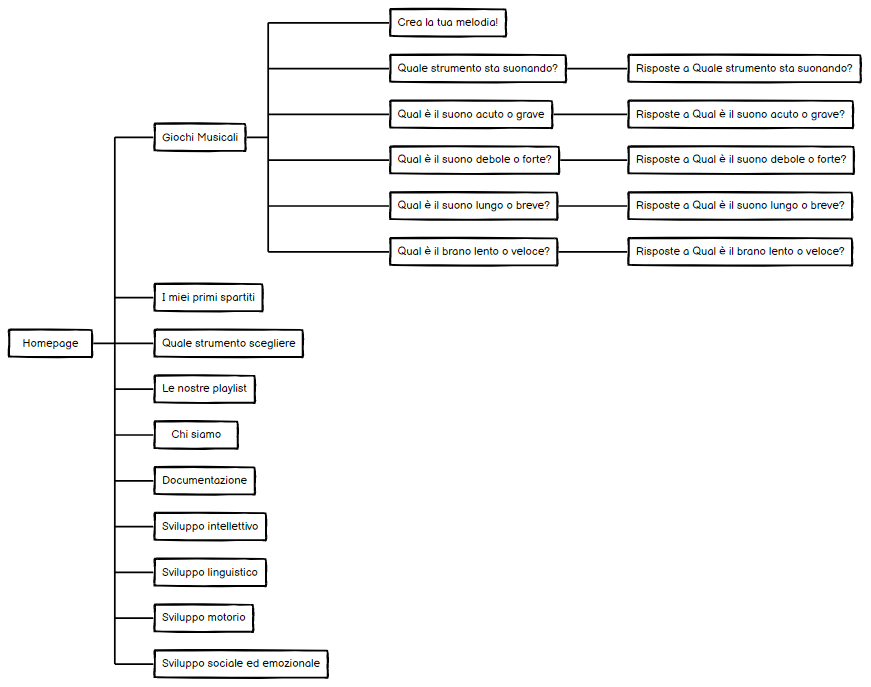 Crea la tua melodia!
Quale strumento sta suonando?
Risposte a Quale strumento sta suonando?
Qual è il suono acuto o grave
Risposte a Qual è il suono acuto o grave?
Giochi Musicali
Qual è il suono debole o forte?
Risposte a Qual è il suono debole o forte?
Qual è il suono lungo o breve?
Risposte a Qual è il suono lungo o breve?
Qual è il brano lento o veloce?
Risposte a Qual è il brano lento o veloce?
I miei primi spartiti
Homepage
Quale strumento scegliere
Le nostre playlist
Chi siamo
Documentazione
Sviluppo intellettivo
Sviluppo linguistico
Sviluppo motorio
Sviluppo sociale ed emozionale